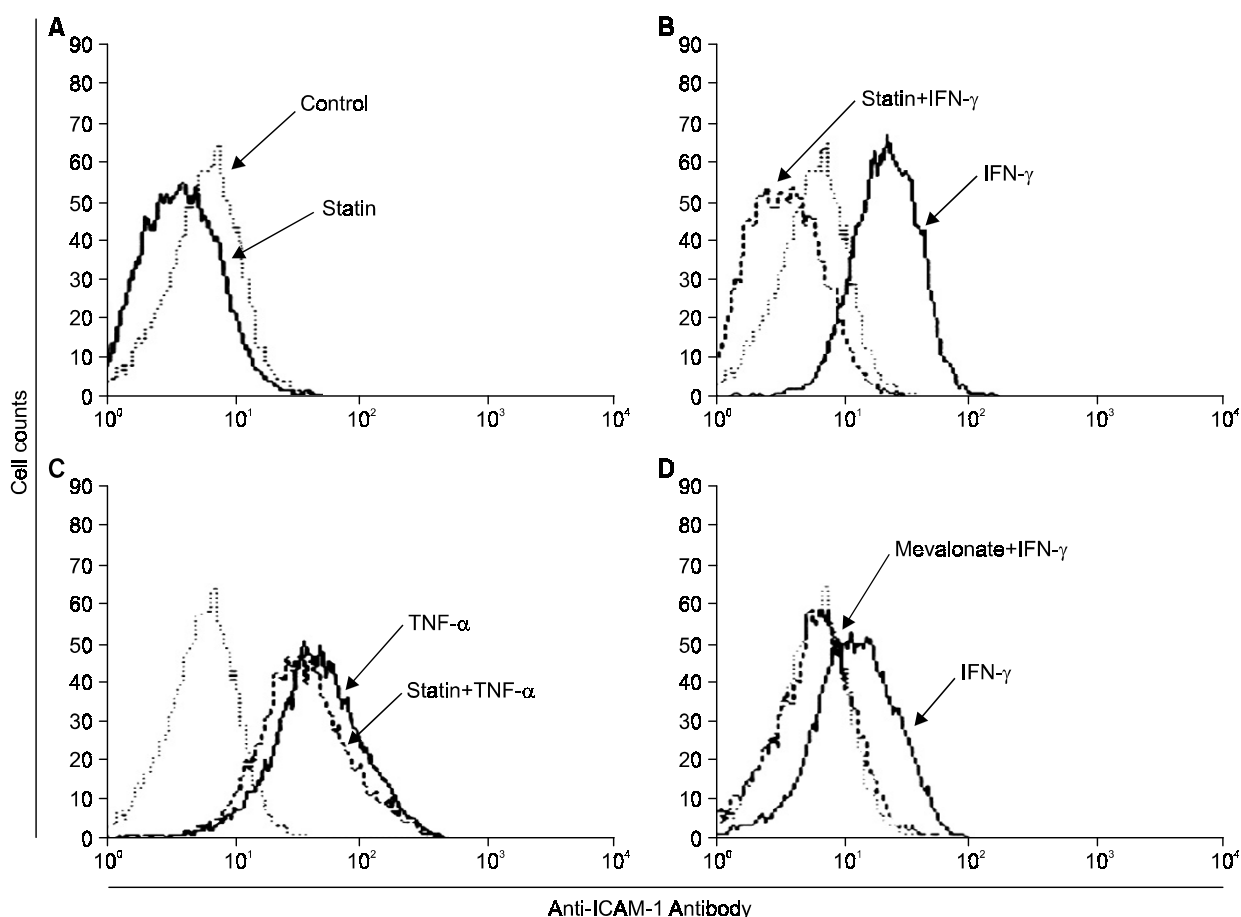 A
90
80
70
60
50
40
30
20
10
0
Control
Statin
10⁰ 10¹ 10² 10³ 10⁴
B
90
80
70
60
50
40
30
20
10
0
Statin+IFN-γ
IFN-γ
10⁰ 10¹ 10² 10³ 10⁴
Cell counts
C
90
80
70
60
50
40
30
20
10
0
TNF-α
Statin+TNF-α
10⁰ 10¹ 10² 10³ 10⁴
D
90
80
70
60
50
40
30
20
10
0
Mevalonate+IFN-γ
IFN-γ
10⁰ 10¹ 10² 10³ 10⁴
Anti-ICAM-1 Antibody